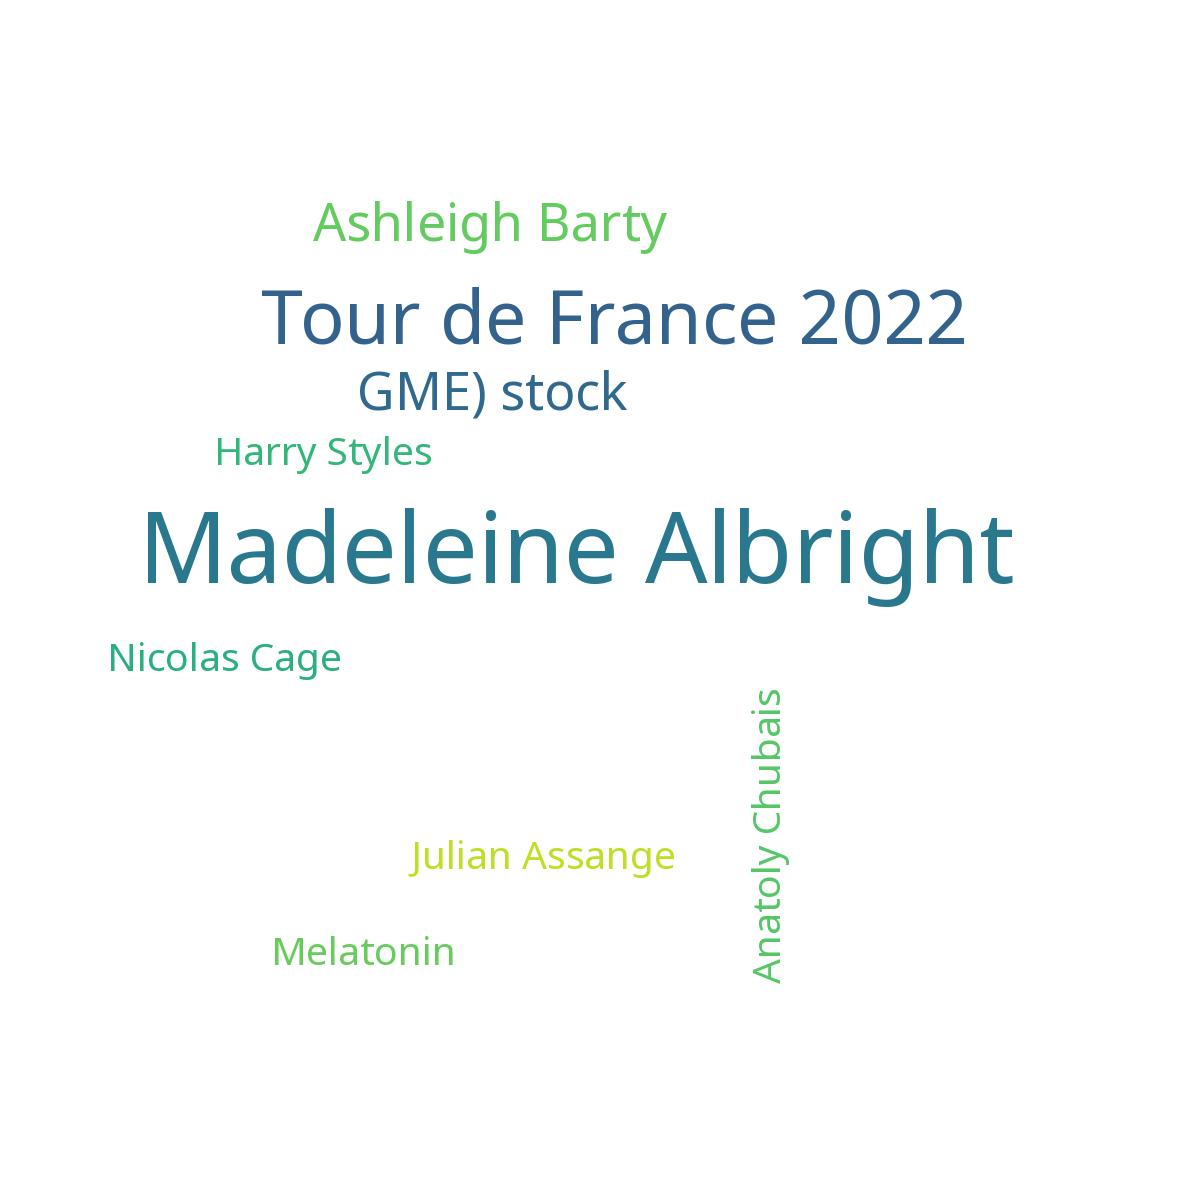 Ashleigh Barty
Tour de France 2022
GME) stock
Harry Styles
Madeleine Albright
Nicolas Cage
Anatoly Chubais
Julian Assange
Melatonin